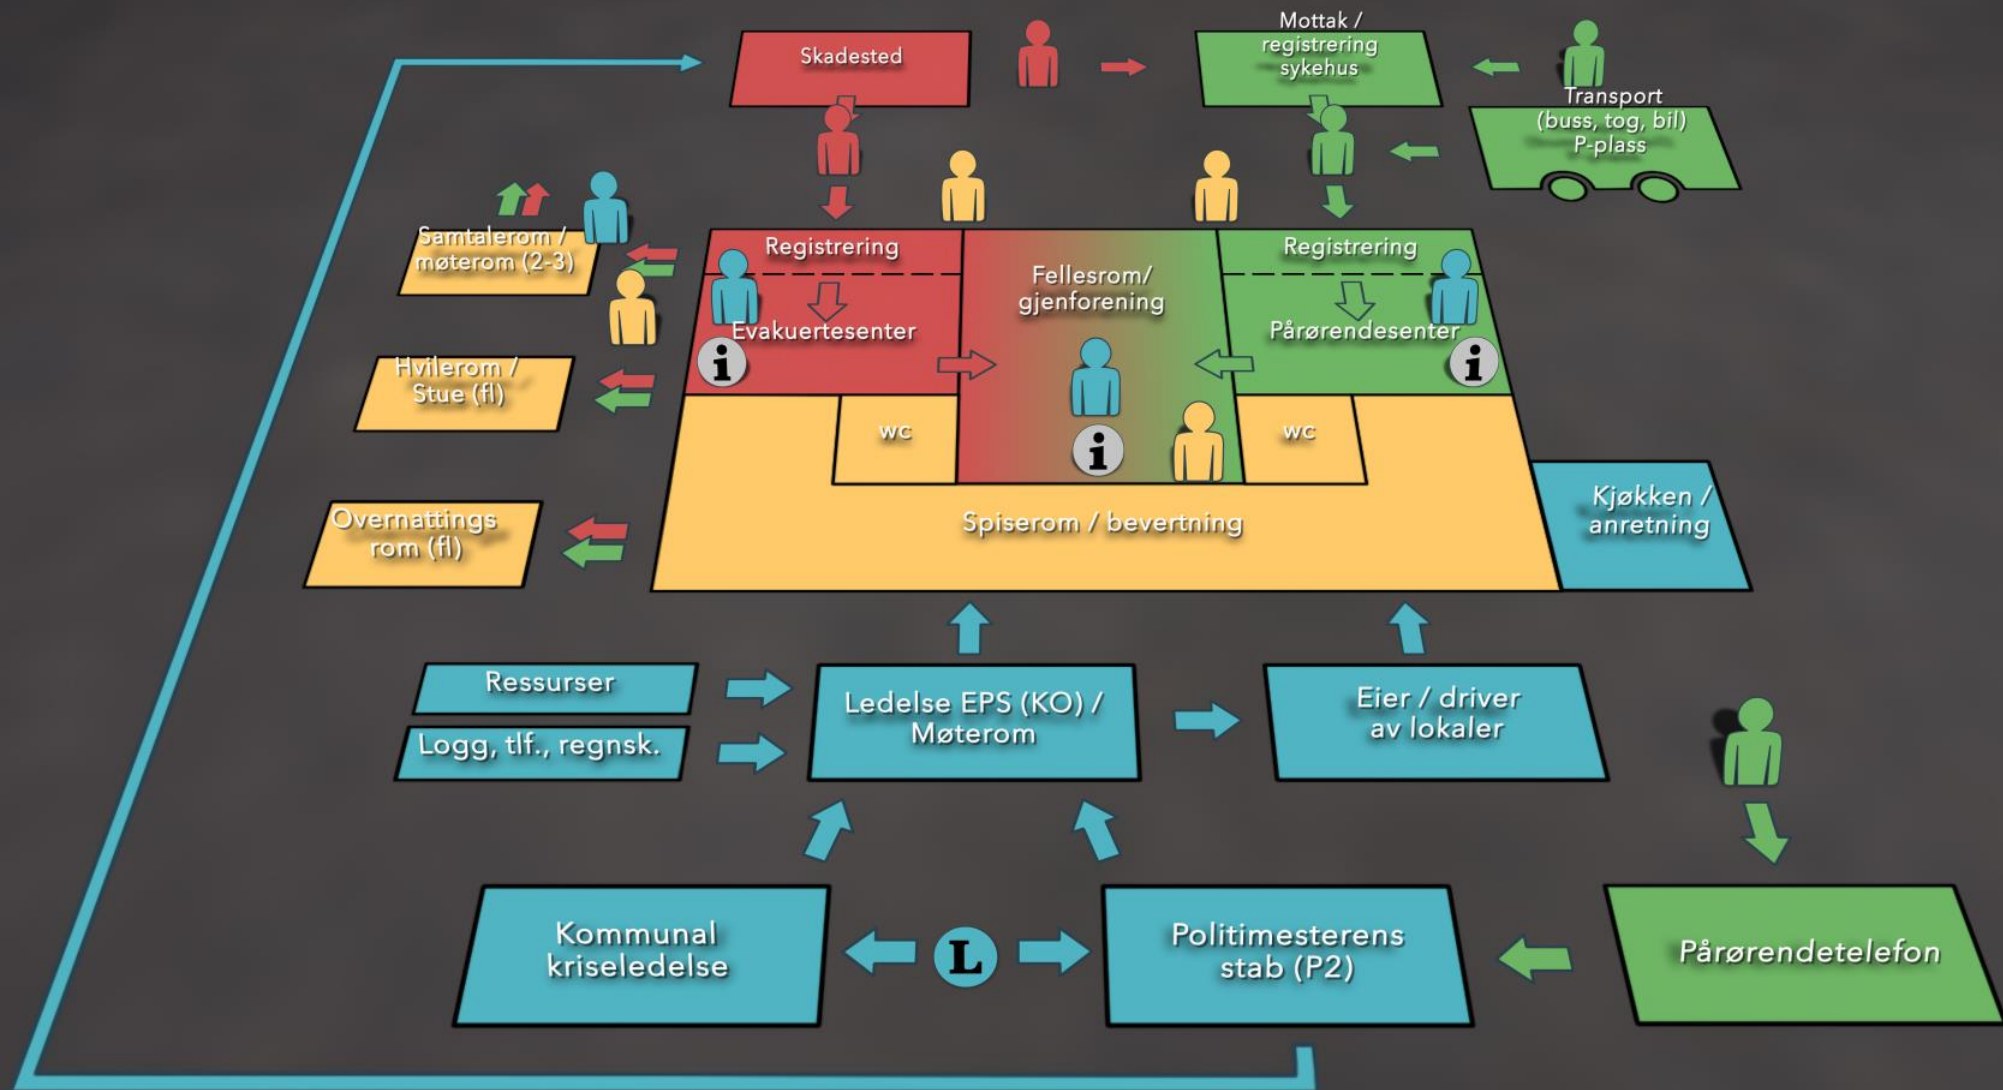 Skadested
Mottak /
registrering
sykehus
Transport
(buss, tog, bil)
P-plass
Samtalerom /
møterom (2-3)
Registrering
Evakuertesenter
Fellesrom/
gjenforening
Registrering
Pårørendesenter
i
i
Hvilerom /
Stue (fl)
wc
i
wc
Overnattings
rom (fl)
Spiserom / bevertning
Kjøkken /
anretning
Ressurser
Logg, tlf., regnsk.
Ledelse EPS (KO) /
Møterom
Eier / driver
av lokaler
Kommunal
kriseledelse
L
Politimesterens
stab (P2)
Pårørendetelefon